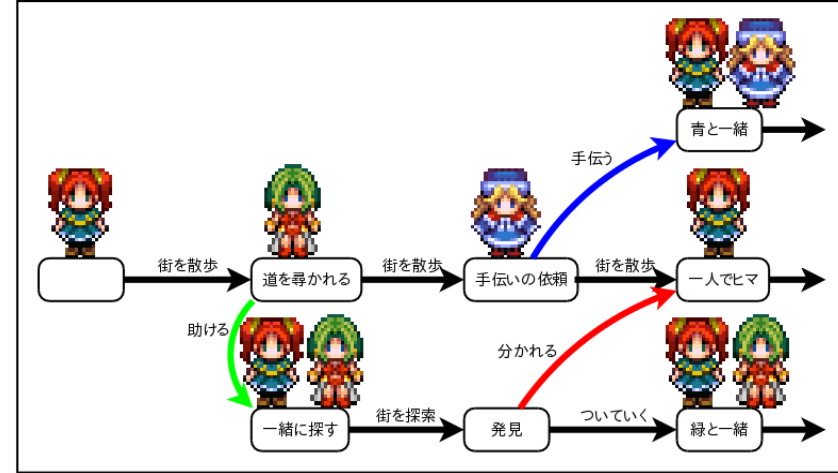 青と一緒
手伝う
街を散歩
道を尋かれる
街を散歩
手伝いの依頼
街を散歩
一人でヒマ
助ける
分かれる
一緒に探す
街を探索
発見
ついていく
緑と一緒